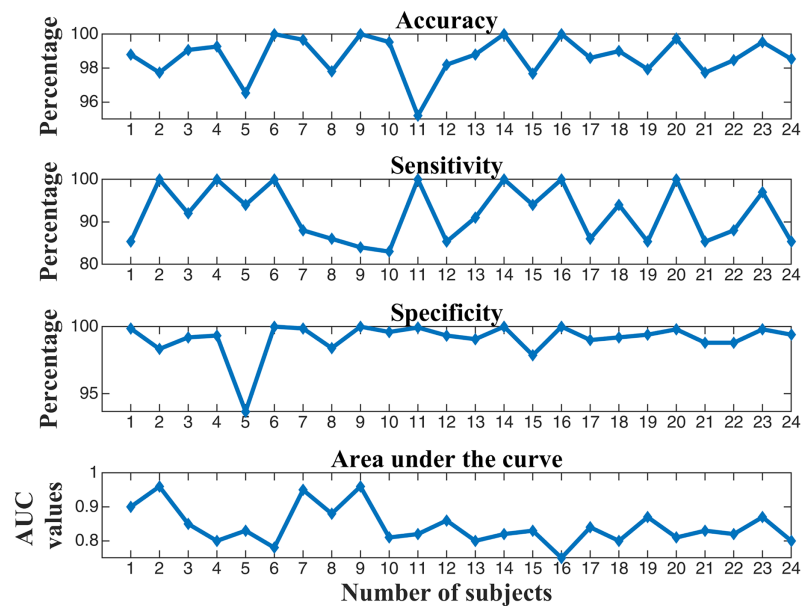 Accuracy
Percentage
100
98
96
1 2 3 4 5 6 7 8 9 10 11 12 13 14 15 16 17 18 19 20 21 22 23 24
Sensitivity
Percentage
100
90
80
1 2 3 4 5 6 7 8 9 10 11 12 13 14 15 16 17 18 19 20 21 22 23 24
Specificity
Percentage
100
95
1 2 3 4 5 6 7 8 9 10 11 12 13 14 15 16 17 18 19 20 21 22 23 24
Area under the curve
AUC
values
1
0.9
0.8
1 2 3 4 5 6 7 8 9 10 11 12 13 14 15 16 17 18 19 20 21 22 23 24
Number of subjects